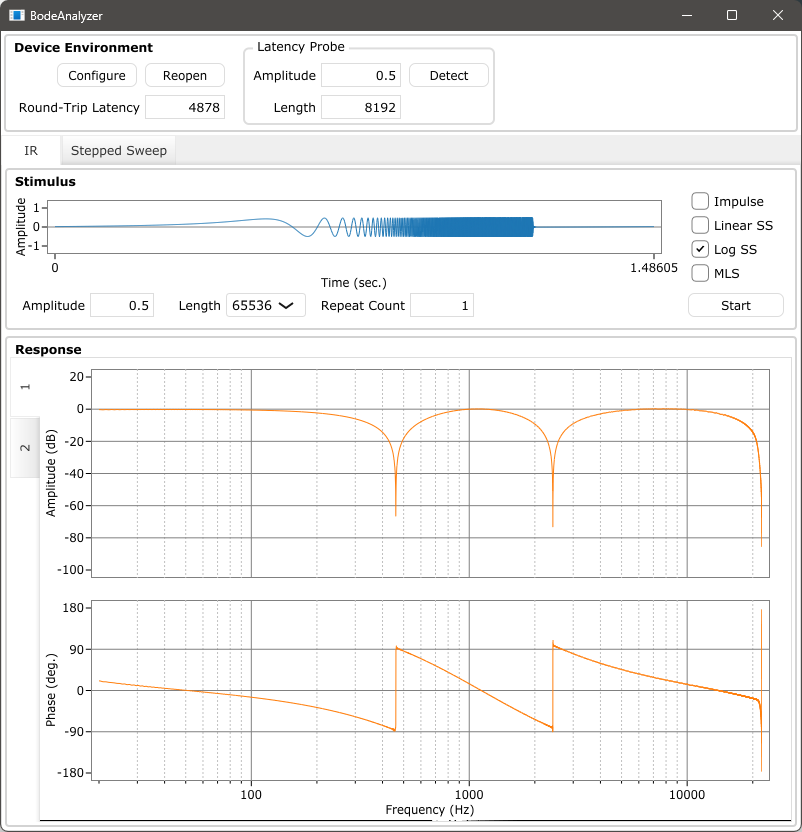 BodeAnalyzer
Device Environment
Configure Reopen
Round-Trip Latency 4878
Latency Probe
Amplitude 0.5 Detect
Length 8192
IR Stepped Sweep
Stimulus
Amplitude
1
0
-1
0 1.48605
Time (sec.)
Impulse
Linear SS
Log SS
MLS
Amplitude 0.5 Length 65536 Repeat Count 1 Start
Response
1
2
Amplitude (dB)
20
0
-20
-40
-60
-80
-100
Phase (deg.)
180
90
0
-90
-180
100 1000 10000
Frequency (Hz)